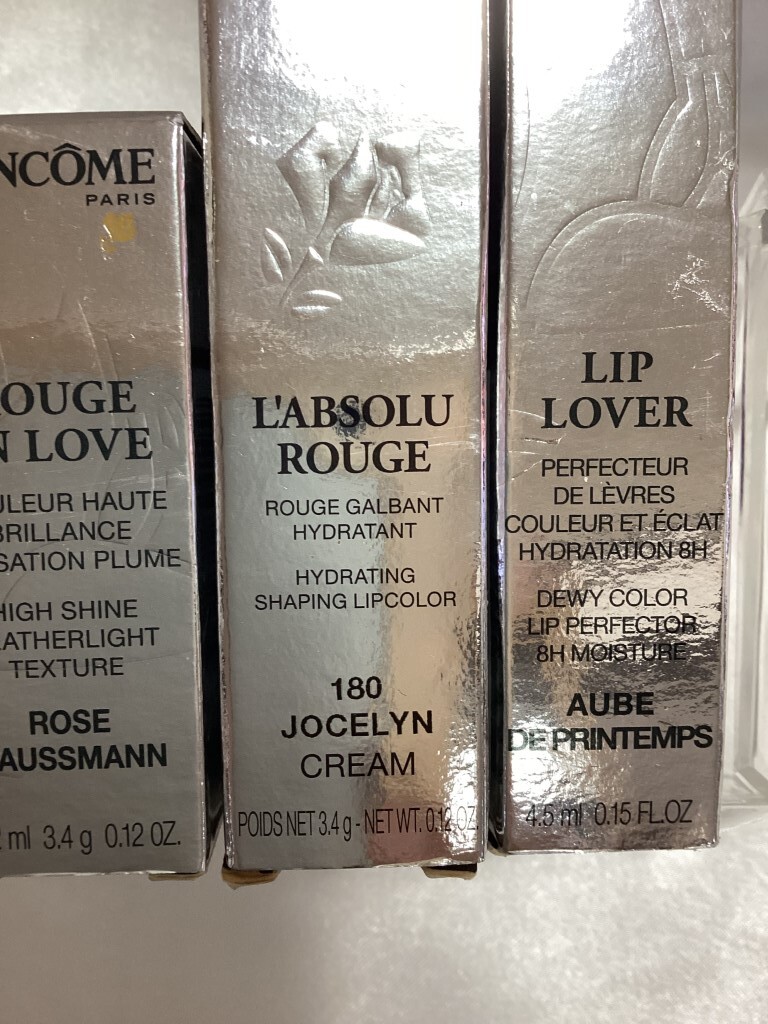 NCÔME
PARIS
OUGE
N LOVE
ULEUR HAUTE
BRILLANCE
SATION PLUME
HIGH SHINE
EATHERLIGHT
TEXTURE
ROSE
AUSSMANN
2 ml 3.4 g 0.12 OZ.
L'ABSOLU
ROUGE
ROUGE GALBANT
HYDRATANT
HYDRATING
SHAPING LIPCOLOR
180
JOCELYN
CREAM
POIDS NET 3.4 g - NET WT. 0.12 OZ.
LIP
LOVER
PERFECTEUR
DE LÈVRES
COULEUR ET ÉCLAT
HYDRATATION 8H
DEWY COLOR
LIP PERFECTOR
8H MOISTURE
AUBE
DE PRINTEMPS
4.5 ml 0.15 FL.OZ